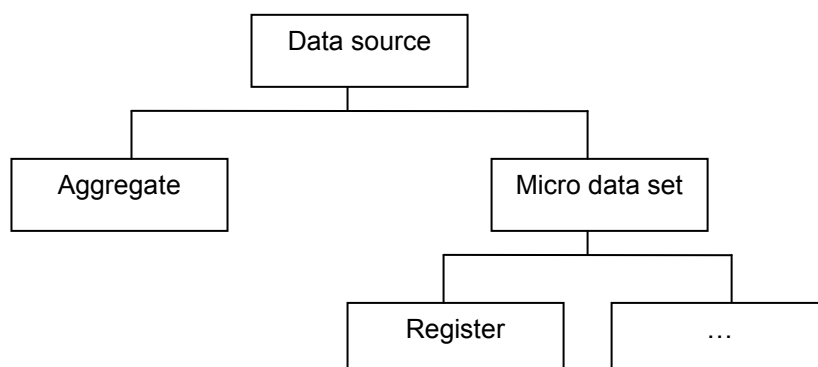 Data source
Aggregate
Micro data set
Register
…